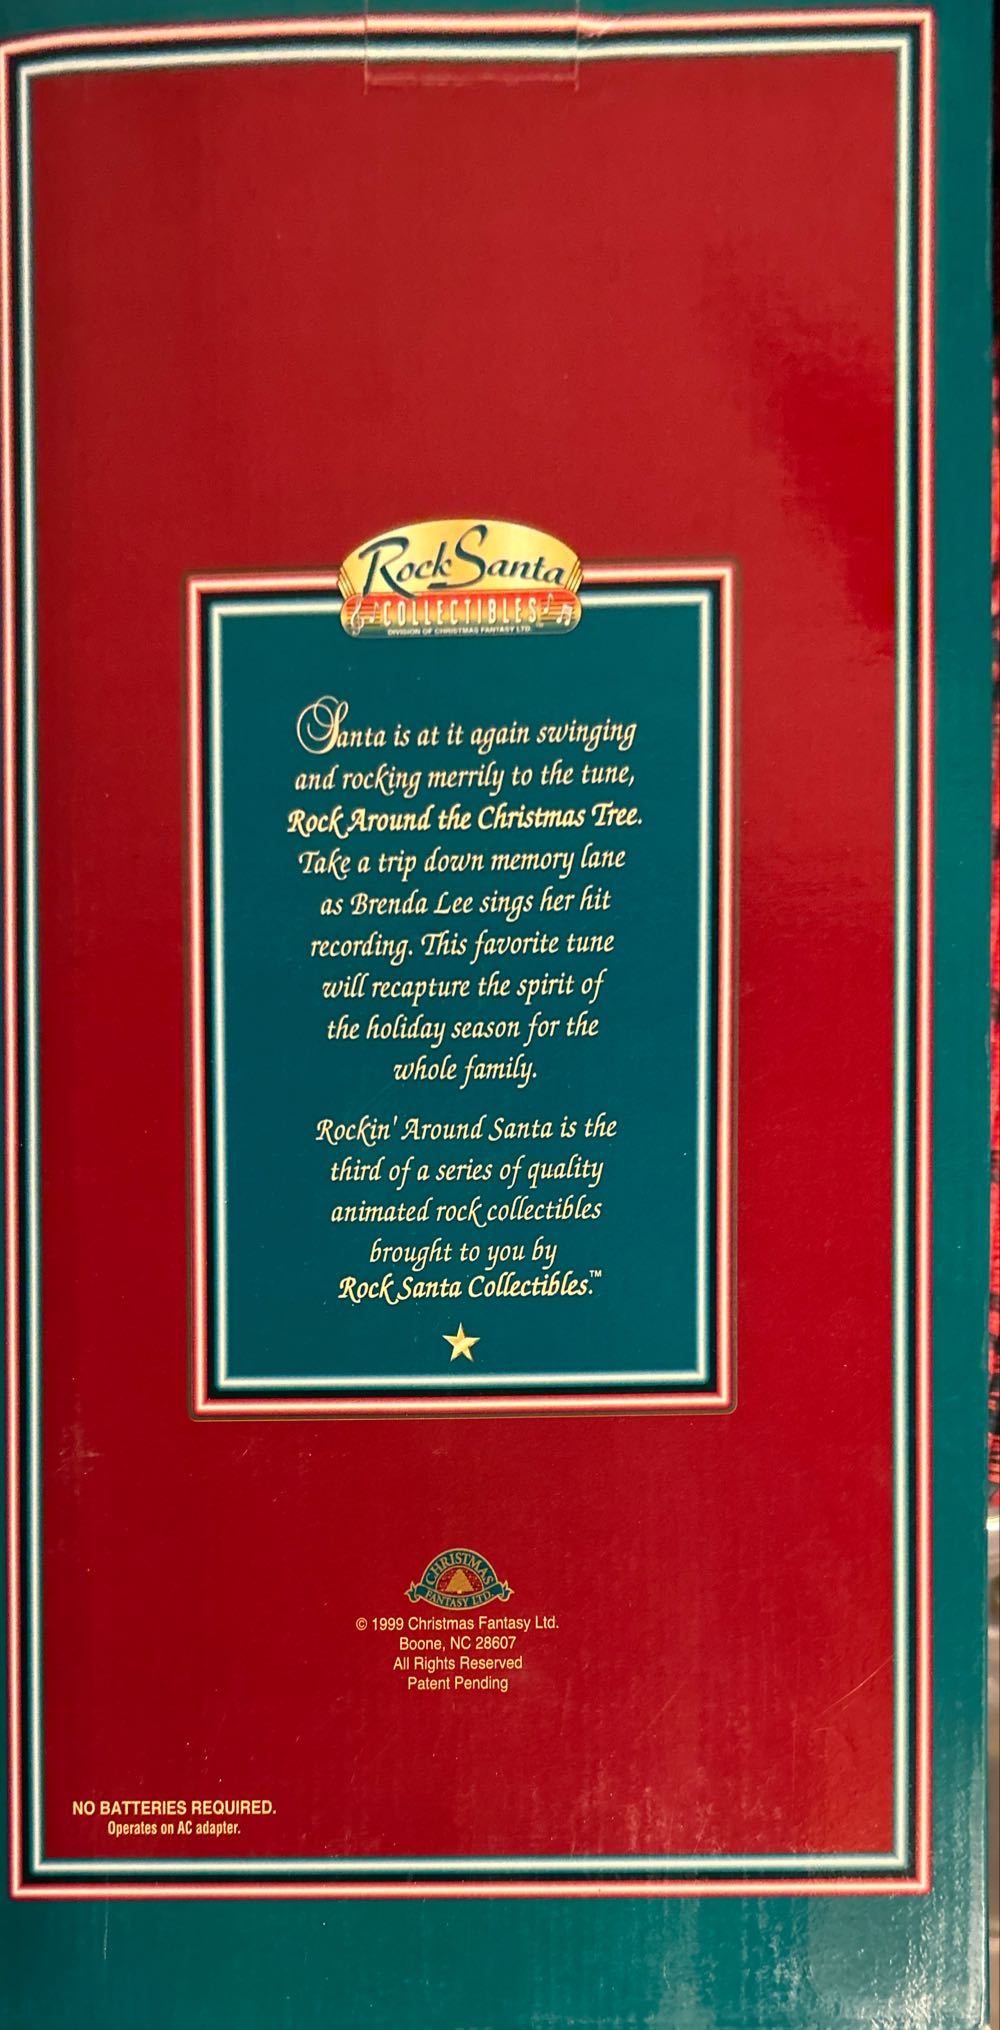 Rock Santa
COLLECTIBLES
DIVISION OF CHRISTMAS FANTASY LTD.
Santa is at it again swinging
and rocking merrily to the tune,
Rock Around the Christmas Tree.
Take a trip down memory lane
as Brenda Lee sings her hit
recording. This favorite tune
will recapture the spirit of
the holiday season for the
whole family.
Rockin' Around Santa is the
third of a series of quality
animated rock collectibles
brought to you by
Rock Santa Collectibles.™
CHRISTMAS
FANTASY LTD.
© 1999 Christmas Fantasy Ltd.
Boone, NC 28607
All Rights Reserved
Patent Pending
NO BATTERIES REQUIRED.
Operates on AC adapter.